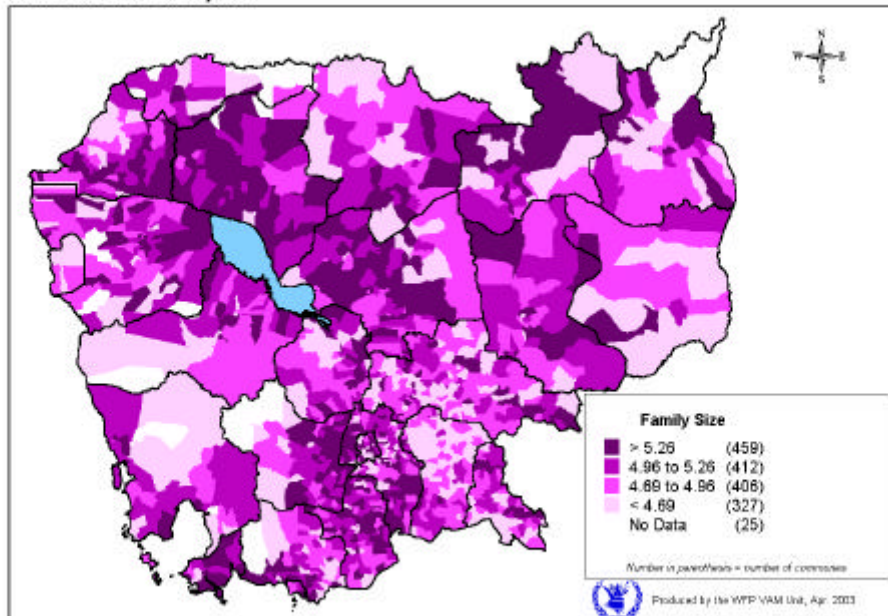 N
W E
S
Family Size
> 5.26 (459)
4.96 to 5.26 (412)
4.69 to 4.96 (406)
< 4.69 (327)
No Data (25)
Number in parenthesis = number of communes
Produced by the WFP VAM Unit, Apr. 2003